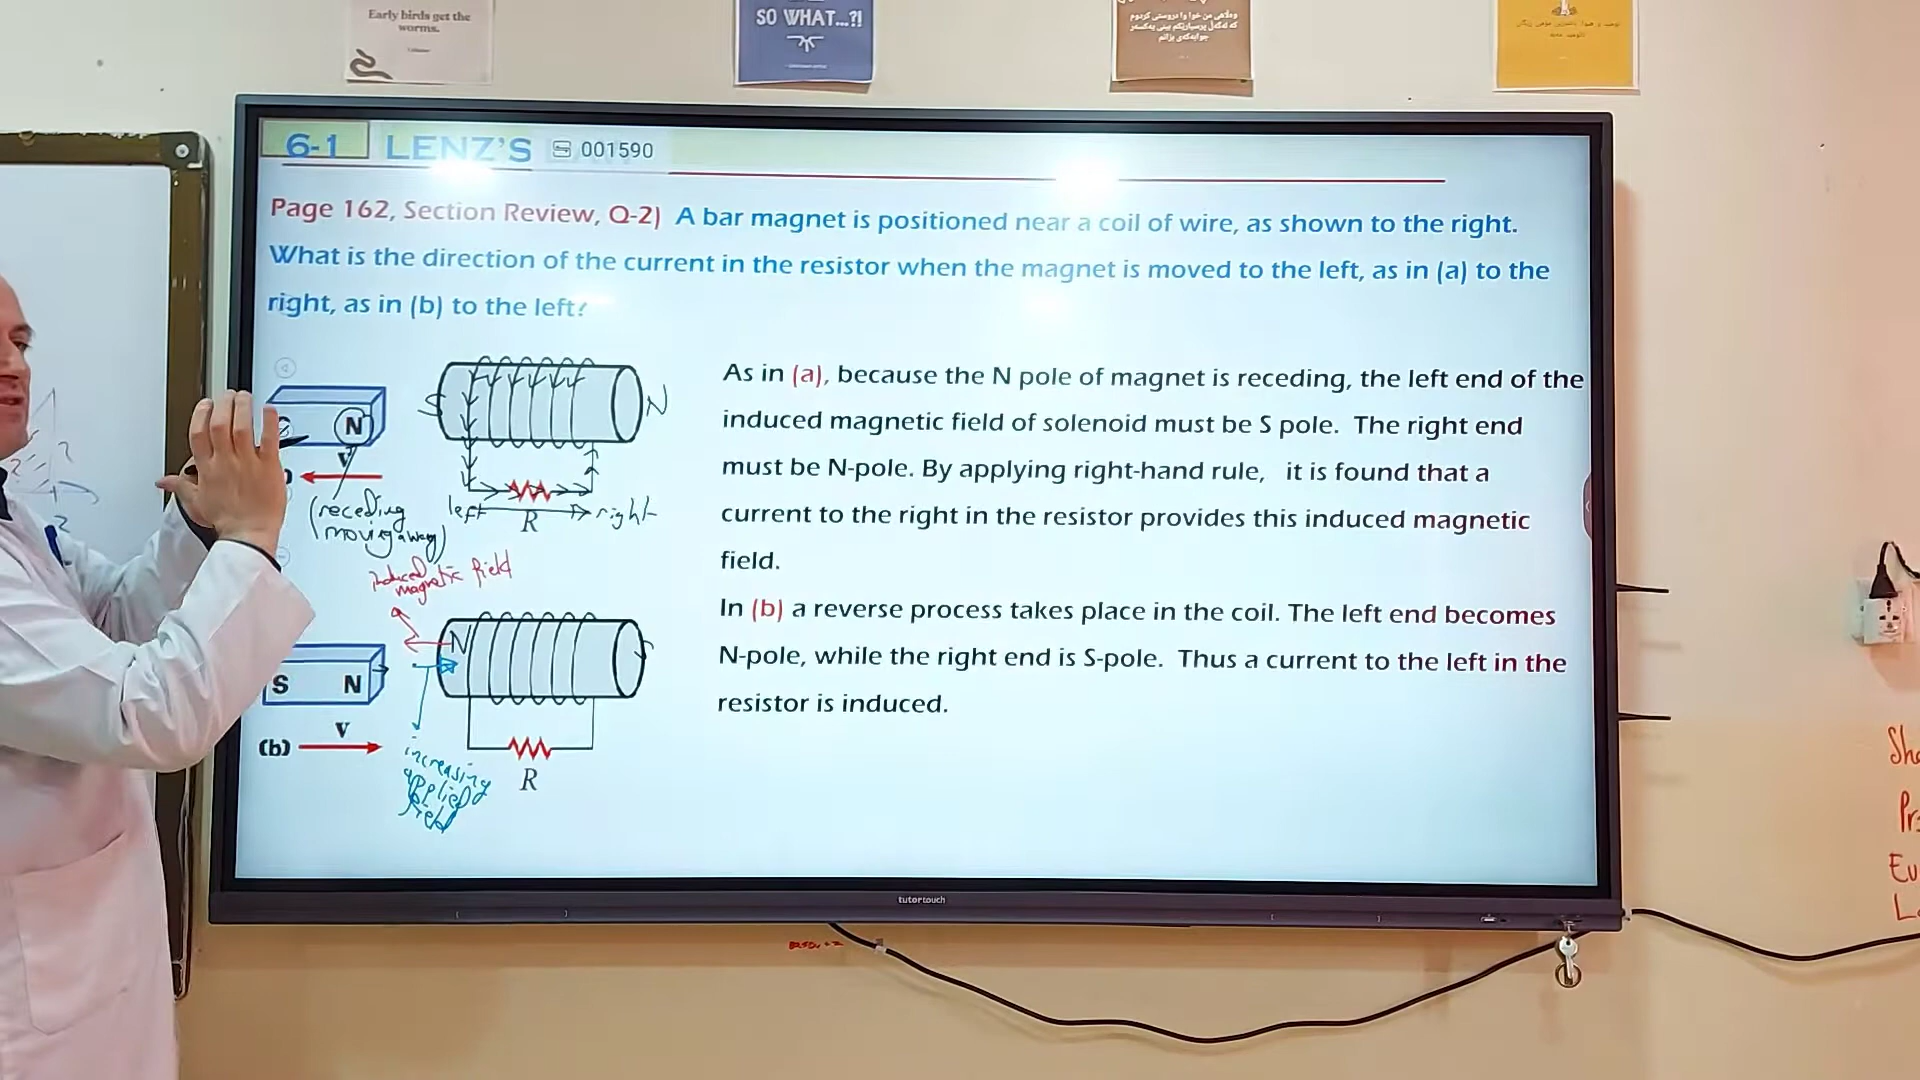 Early birds get the
worms.
SO WHAT...?!
6-1 LENZ'S 001590
Page 162, Section Review, Q-2) A bar magnet is positioned near a coil of wire, as shown to the right.
What is the direction of the current in the resistor when the magnet is moved to the left, as in (a) to the
right, as in (b) to the left?
S N
N
v
(receding
moving away)
left R right
As in (a), because the N pole of magnet is receding, the left end of the
induced magnetic field of solenoid must be S pole. The right end
must be N-pole. By applying right-hand rule, it is found that a
current to the right in the resistor provides this induced magnetic
field.
In (b) a reverse process takes place in the coil. The left end becomes
N-pole, while the right end is S-pole. Thus a current to the left in the
resistor is induced.
induced
magnetic field
N S
S N
v
(b)
increasing
applied
field
R
tutortouch